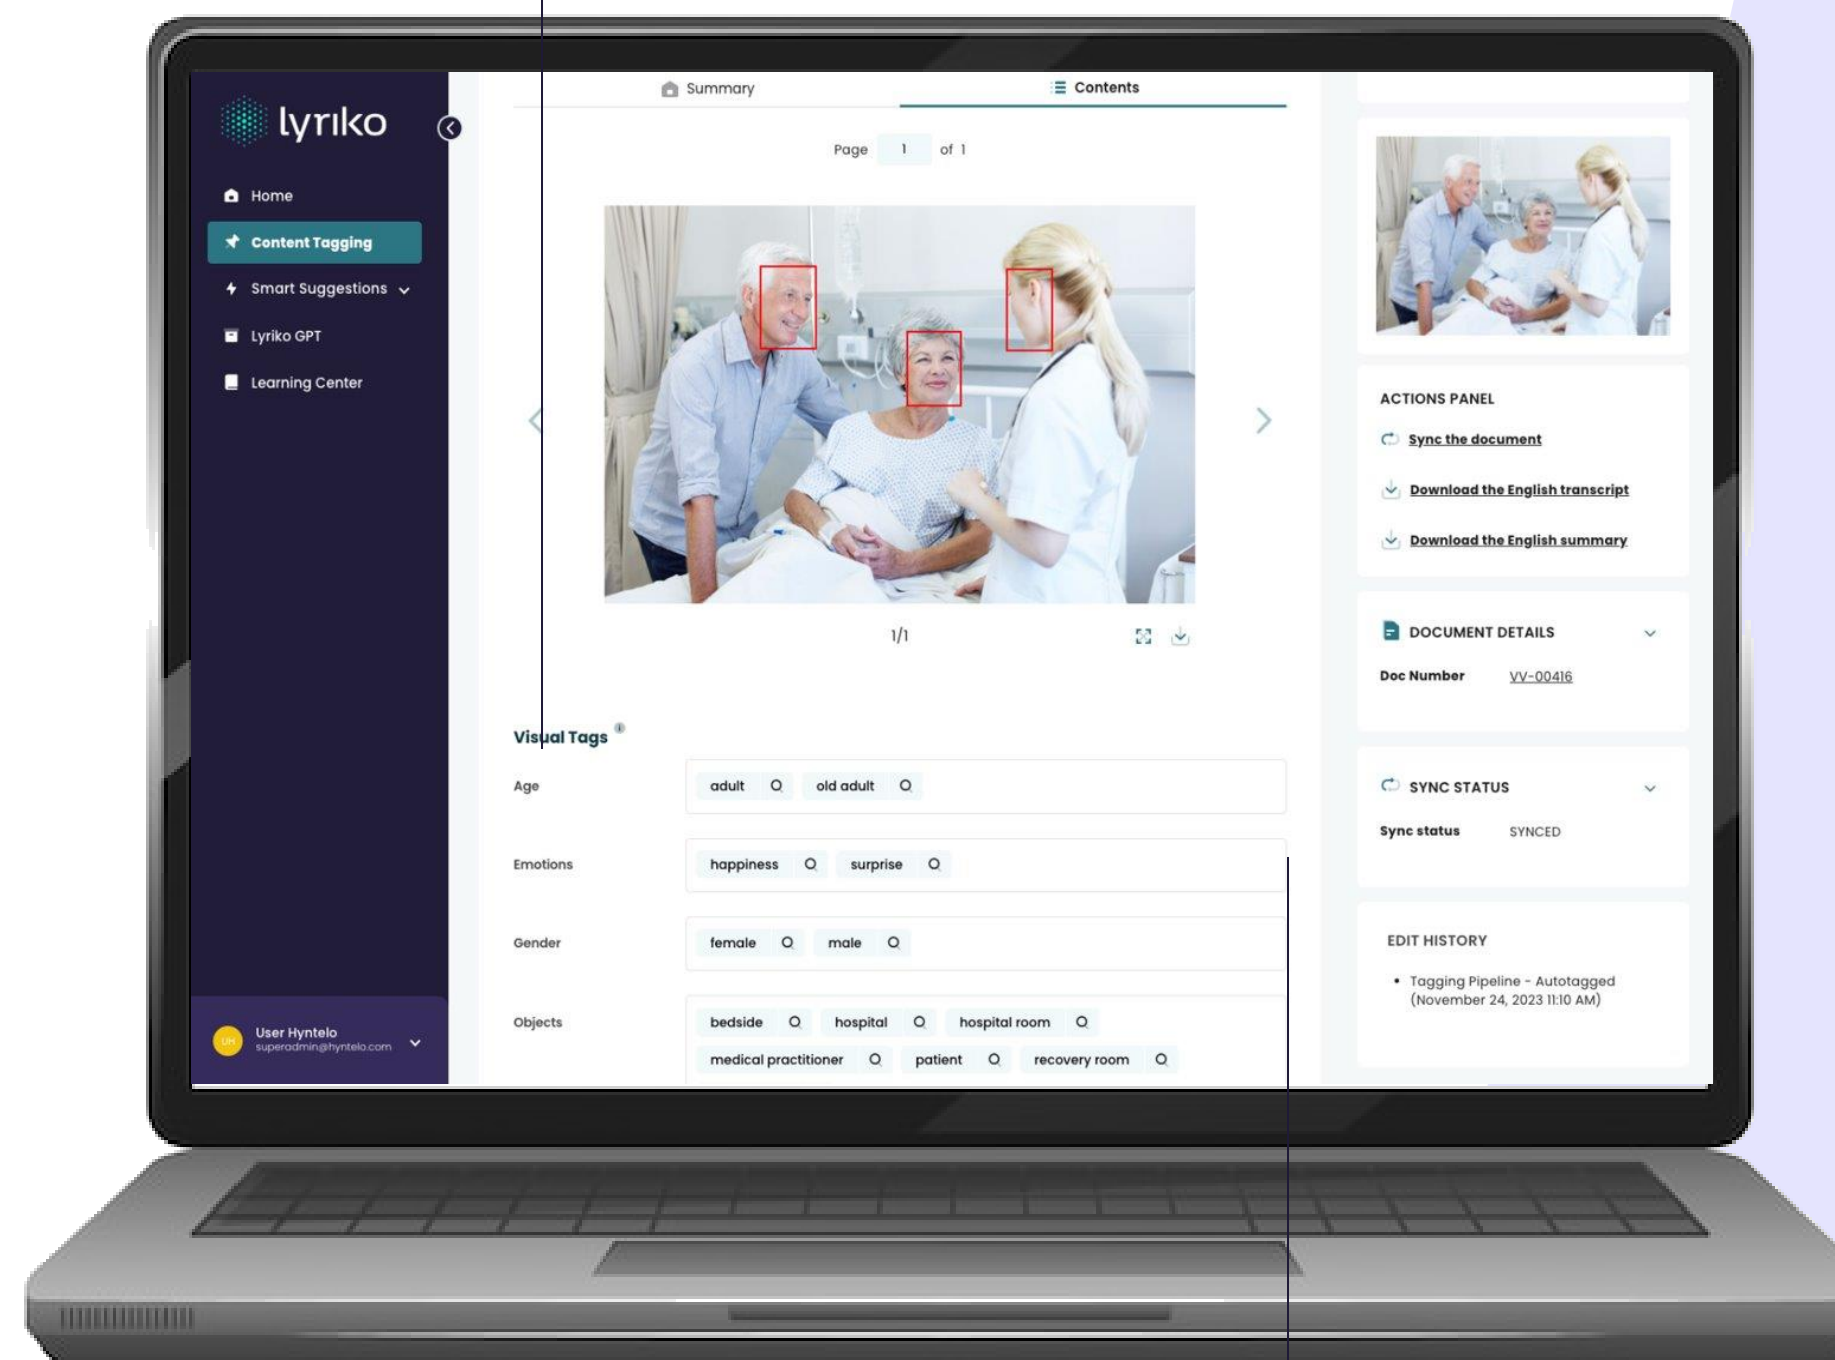 lyriko
Home
Content Tagging
Smart Suggestions
Lyriko GPT
Learning Center
UH
User Hyntelo
superadmin@hyntelo.com
Summary
Contents
Page 1 of 1
1/1
Visual Tags
Age
adult
old adult
Emotions
happiness
surprise
Gender
female
male
Objects
bedside
hospital
hospital room
medical practitioner
patient
recovery room
ACTIONS PANEL
Sync the document
Download the English transcript
Download the English summary
DOCUMENT DETAILS
Doc Number VV-00416
SYNC STATUS
Sync status SYNCED
EDIT HISTORY
• Tagging Pipeline - Autotagged
(November 24, 2023 11:10 AM)